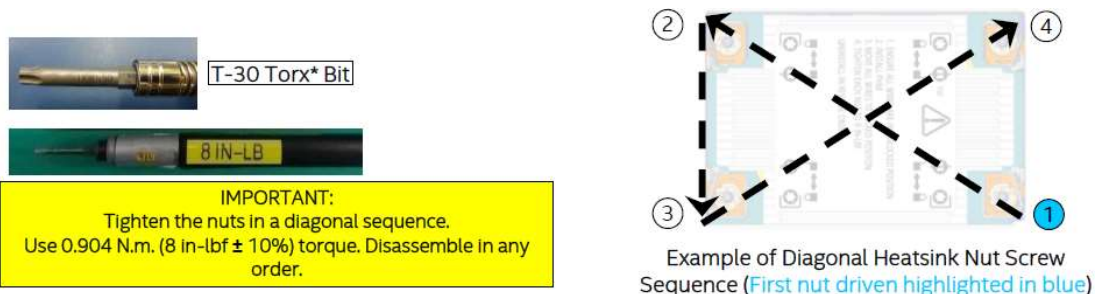 T-30 Torx* Bit
8 IN-LB
IMPORTANT:
Tighten the nuts in a diagonal sequence.
Use 0.904 N.m. (8 in-lbf ± 10%) torque. Disassemble in any
order.
2
4
3
1
Example of Diagonal Heatsink Nut Screw
Sequence (First nut driven highlighted in blue)